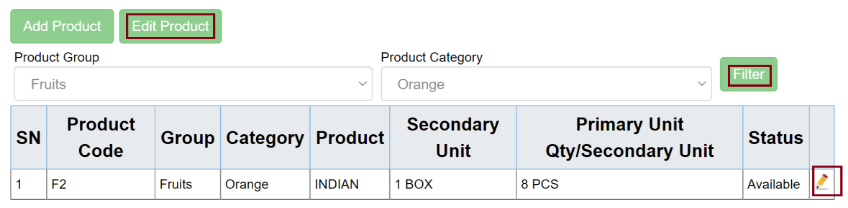 Add Product Edit Product
Product Group Product Category
Fruits Orange Filter
SN Product Code Group Category Product Secondary Unit Primary Unit Qty/Secondary Unit Status
1 F2 Fruits Orange INDIAN 1 BOX 8 PCS Available